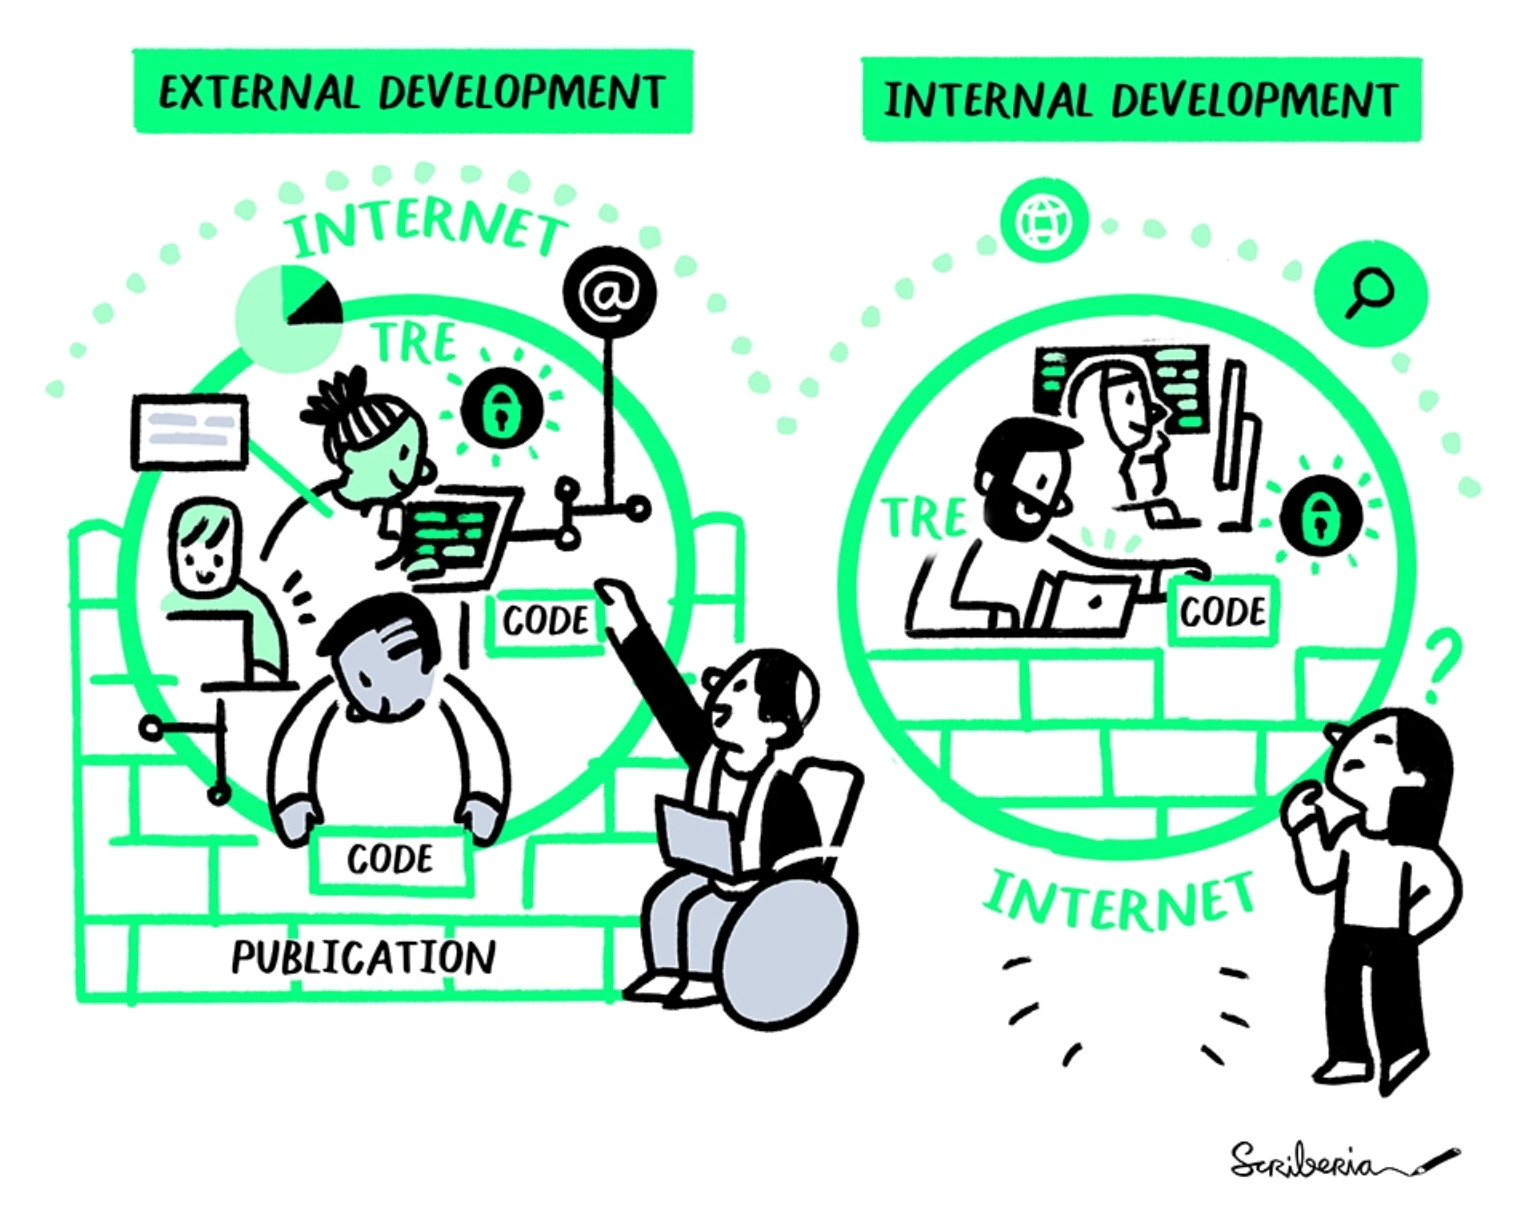 EXTERNAL DEVELOPMENT
INTERNET
@
TRE
CODE
CODE
PUBLICATION
INTERNAL DEVELOPMENT
TRE
CODE
?
INTERNET
Scriberia